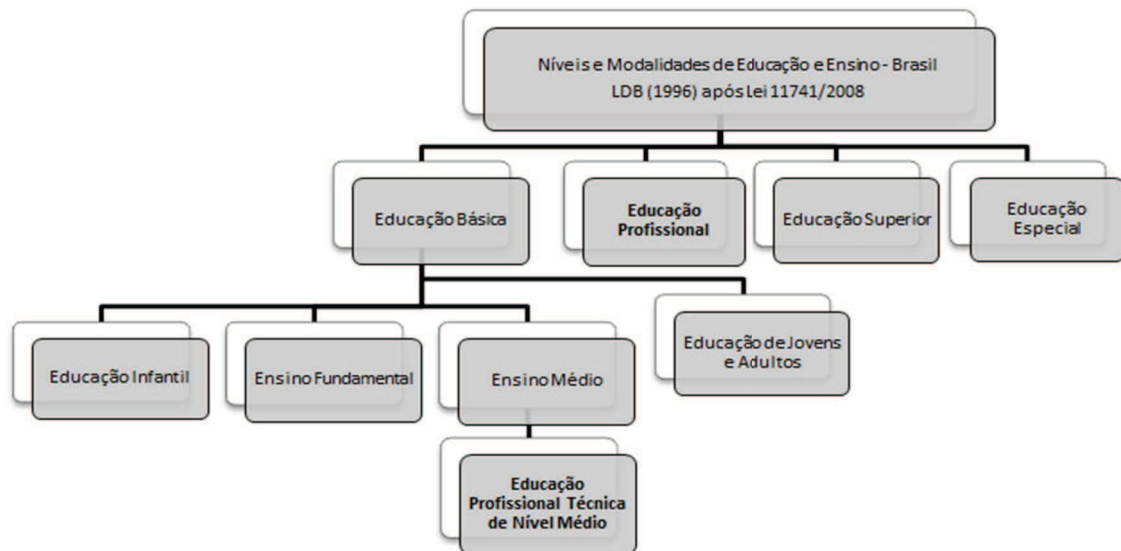 Níveis e Modalidades de Educação e Ensino - Brasil
LDB (1996) após Lei 11741/2008
Educação Básica
Educação
Profissional
Educação Superior
Educação
Especial
Educação Infantil
Ensino Fundamental
Ensino Médio
Educação de Jovens
e Adultos
Educação
Profissional Técnica
de Nível Médio